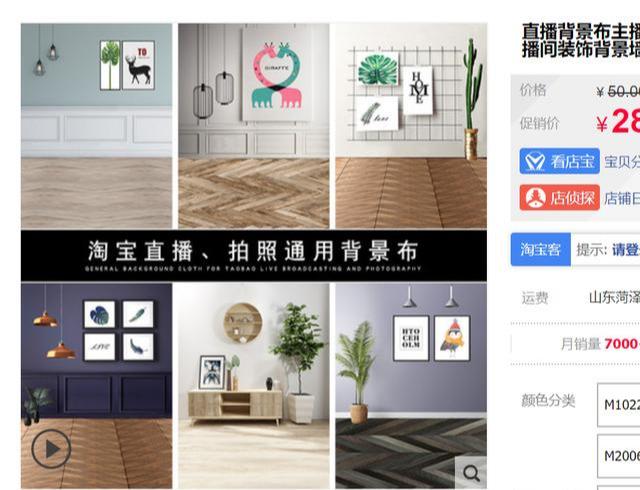 直播背景布主播
播间装饰背景墙
价格
¥50.0
促销价
¥28
看店宝
宝贝分
店侦探
店铺日
淘宝客
提示: 请登
运费
山东菏泽
月销量 7000
颜色分类
M1022
M2006
TO
GIRAFFE
HOME
淘宝直播、拍照通用背景布
GENERAL BACKGROUND CLOTH FOR TAOBAO LIVE BROADCASTING AND PHOTOGRAPHY
LOVE
HTO
CEH
OLM